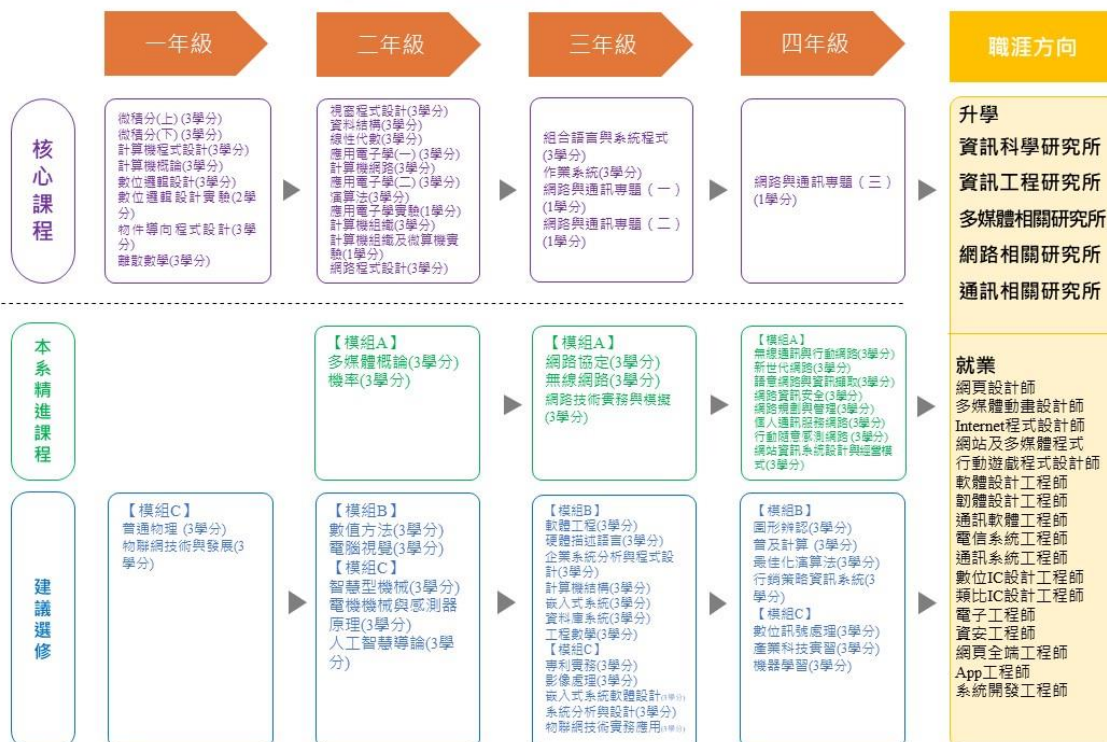 一年級
二年級
三年級
四年級
職涯方向
核心課程
微積分(上) (3學分)
微積分(下) (3學分)
計算機程式設計(3學分)
計算機概論(3學分)
數位邏輯設計(3學分)
數位邏輯設計實驗(2學
分)
物件導向程式設計(3學
分)
離散數學(3學分)
視窗程式設計(3學分)
資料結構(3學分)
線性代數(3學分)
應用電子學(一) (3學分)
計算機網路(3學分)
應用電子學(二) (3學分)
演算法(3學分)
應用電子學實驗(1學分)
計算機組織(3學分)
計算機組織及微算機實
驗(1學分)
網路程式設計(3學分)
組合語言與系統程式
(3學分)
作業系統(3學分)
網路與通訊專題（一）
(1學分)
網路與通訊專題（二）
(1學分)
網路與通訊專題（三）
(1學分)
升學
資訊科學研究所
資訊工程研究所
多媒體相關研究所
網路相關研究所
通訊相關研究所
本系精進課程
【模組A】
多媒體概論(3學分)
機率(3學分)
【模組A】
網路協定(3學分)
無線網路(3學分)
網路技術實務與模擬
(3學分)
【模組A】
無線通訊與行動網路(3學分)
新世代網路(3學分)
語意網路與資訊擷取(3學分)
網路資訊安全(3學分)
網路規劃與管理(3學分)
個人通訊服務網路(3學分)
行動隨意感測網路 (3學分)
網站資訊系統設計與經營模
式(3學分)
建議選修
【模組C】
普通物理 (3學分)
物聯網技術與發展(3
學分)
【模組B】
數值方法(3學分)
電腦視覺(3學分)
【模組C】
智慧型機械(3學分)
電機機械與感測器
原理(3學分)
人工智慧導論(3學
分)
【模組B】
軟體工程(3學分)
硬體描述語言(3學分)
企業系統分析與程式設
計(3學分)
計算機結構(3學分)
嵌入式系統(3學分)
資料庫系統(3學分)
工程數學(3學分)
【模組C】
專利實務(3學分)
影像處理(3學分)
嵌入式系統軟體設計(3學分)
系統分析與設計(3學分)
物聯網技術實務應用(3學分)
【模組B】
圖形辨認(3學分)
普及計算 (3學分)
最佳化演算法(3學分)
行銷策略資訊系統(3
學分)
【模組C】
數位訊號處理(3學分)
產業科技實習(3學分)
機器學習(3學分)
就業
網頁設計師
多媒體動畫設計師
Internet程式設計師
網站及多媒體程式
行動遊戲程式設計師
軟體設計工程師
韌體設計工程師
通訊軟體工程師
電信系統工程師
通訊系統工程師
數位IC設計工程師
類比IC設計工程師
電子工程師
資安工程師
網頁全端工程師
App工程師
系統開發工程師